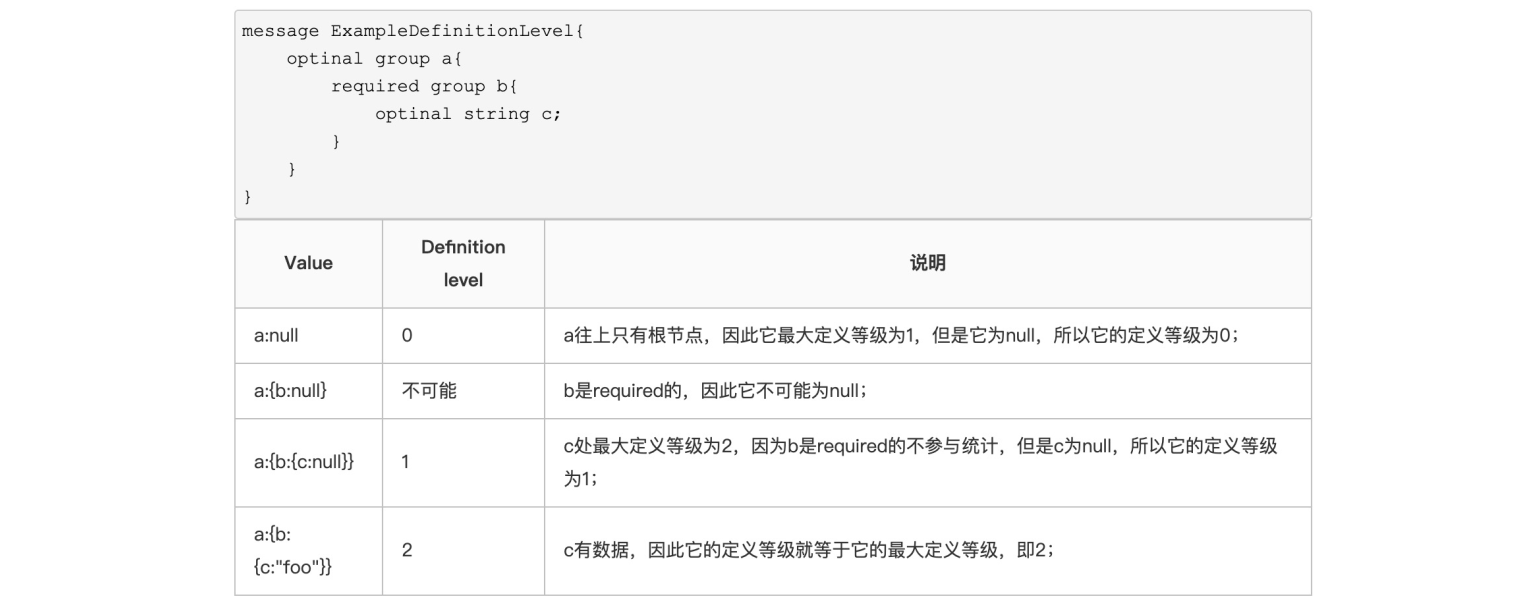 message ExampleDefinitionLevel{
optinal group a{
required group b{
optinal string c;
}
}
}
Value
Definition
level
说明
a:null
0
a往上只有根节点，因此它最大定义等级为1，但是它为null，所以它的定义等级为0；
a:{b:null}
不可能
b是required的，因此它不可能为null；
a:{b:{c:null}}
1
c处最大定义等级为2，因为b是required的不参与统计，但是c为null，所以它的定义等级
为1；
a:{b:
{c:"foo"}}
2
c有数据，因此它的定义等级就等于它的最大定义等级，即2；